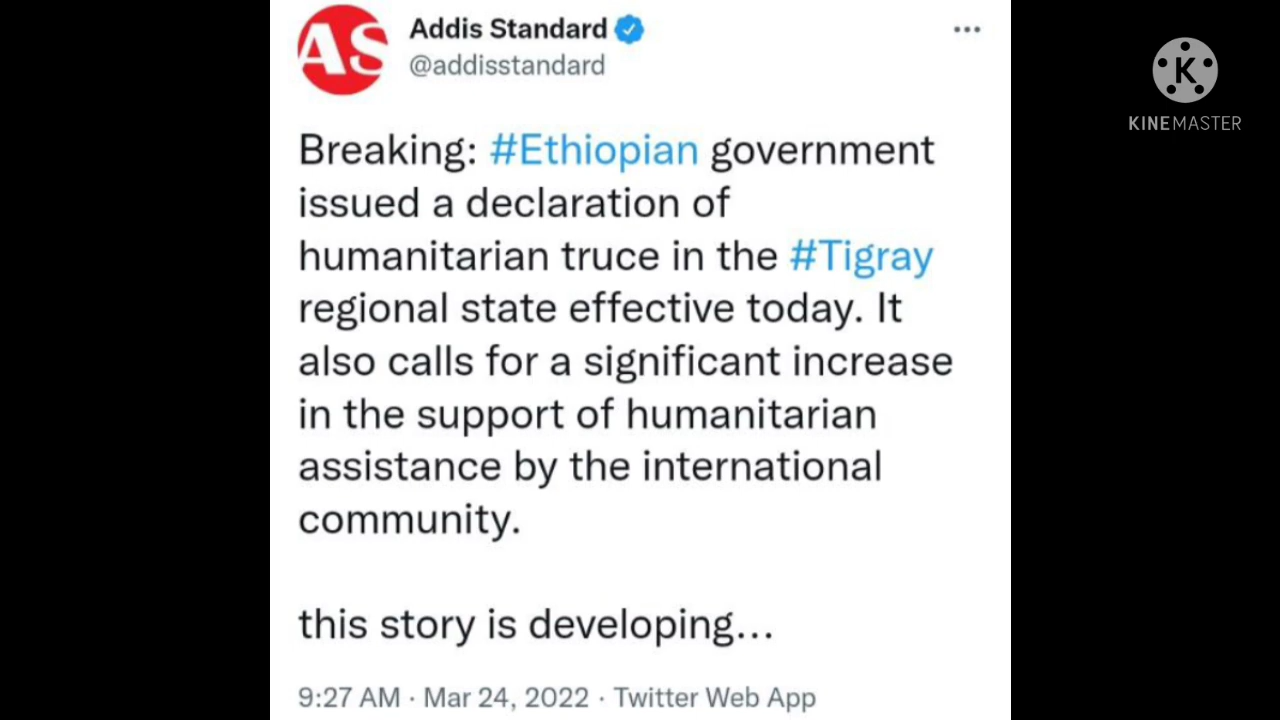 AS
Addis Standard
@addisstandard
K
KINEMASTER
Breaking: #Ethiopian government
issued a declaration of
humanitarian truce in the #Tigray
regional state effective today. It
also calls for a significant increase
in the support of humanitarian
assistance by the international
community.
this story is developing...
9:27 AM · Mar 24, 2022 · Twitter Web App